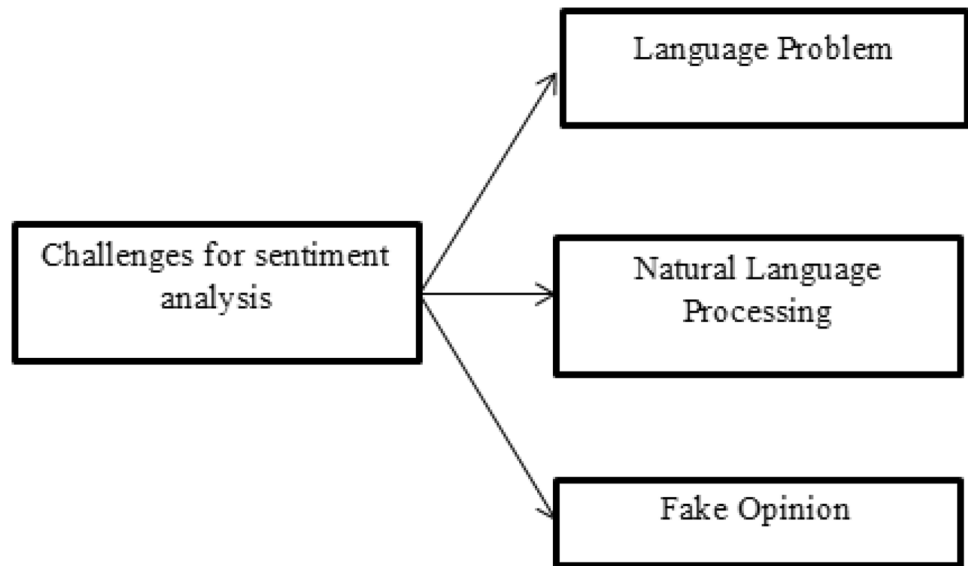 Language Problem
Challenges for sentiment
analysis
Natural Language
Processing
Fake Opinion